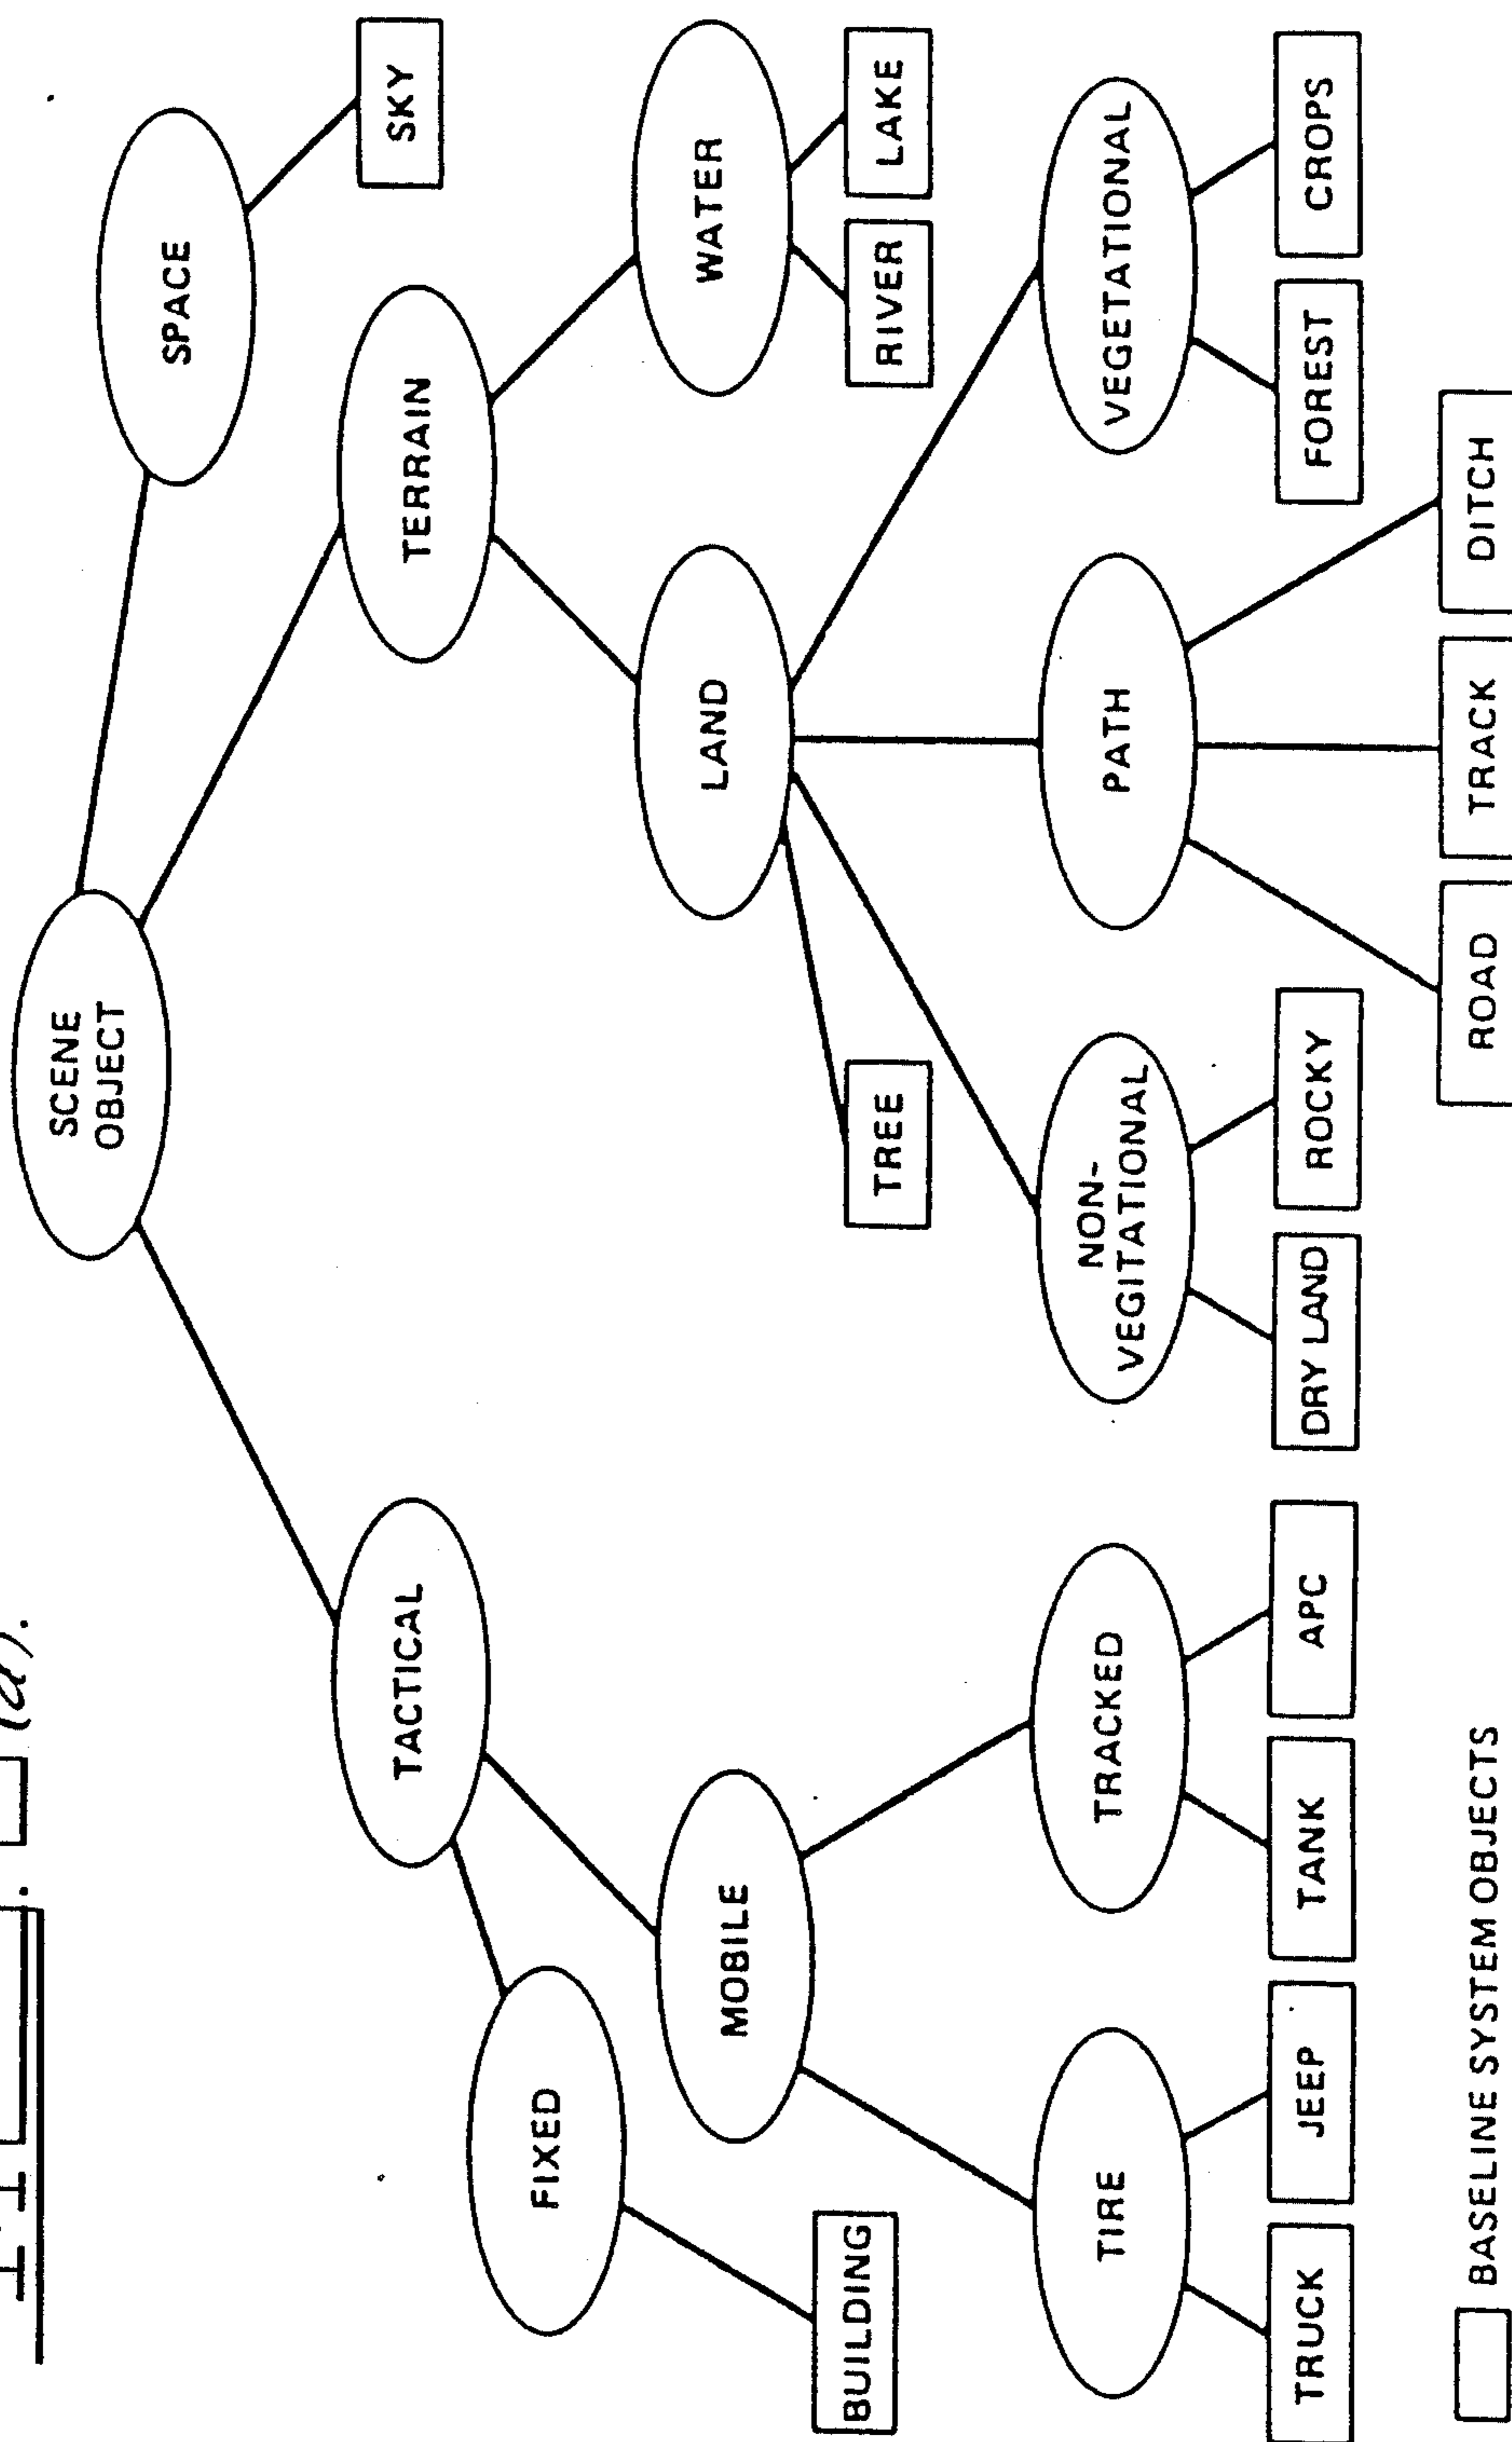 (a).
SCENE
OBJECT
SPACE
SKY
TACTICAL
TERRAIN
FIXED
MOBILE
LAND
WATER
BUILDING
TREE
RIVER
LAKE
TIRE
TRACKED
NON-
VEGITATIONAL
PATH
VEGETATIONAL
TRUCK
JEEP
TANK
APC
DRY LAND
ROCKY
FOREST
CROPS
ROAD
TRACK
DITCH
BASELINE SYSTEM OBJECTS